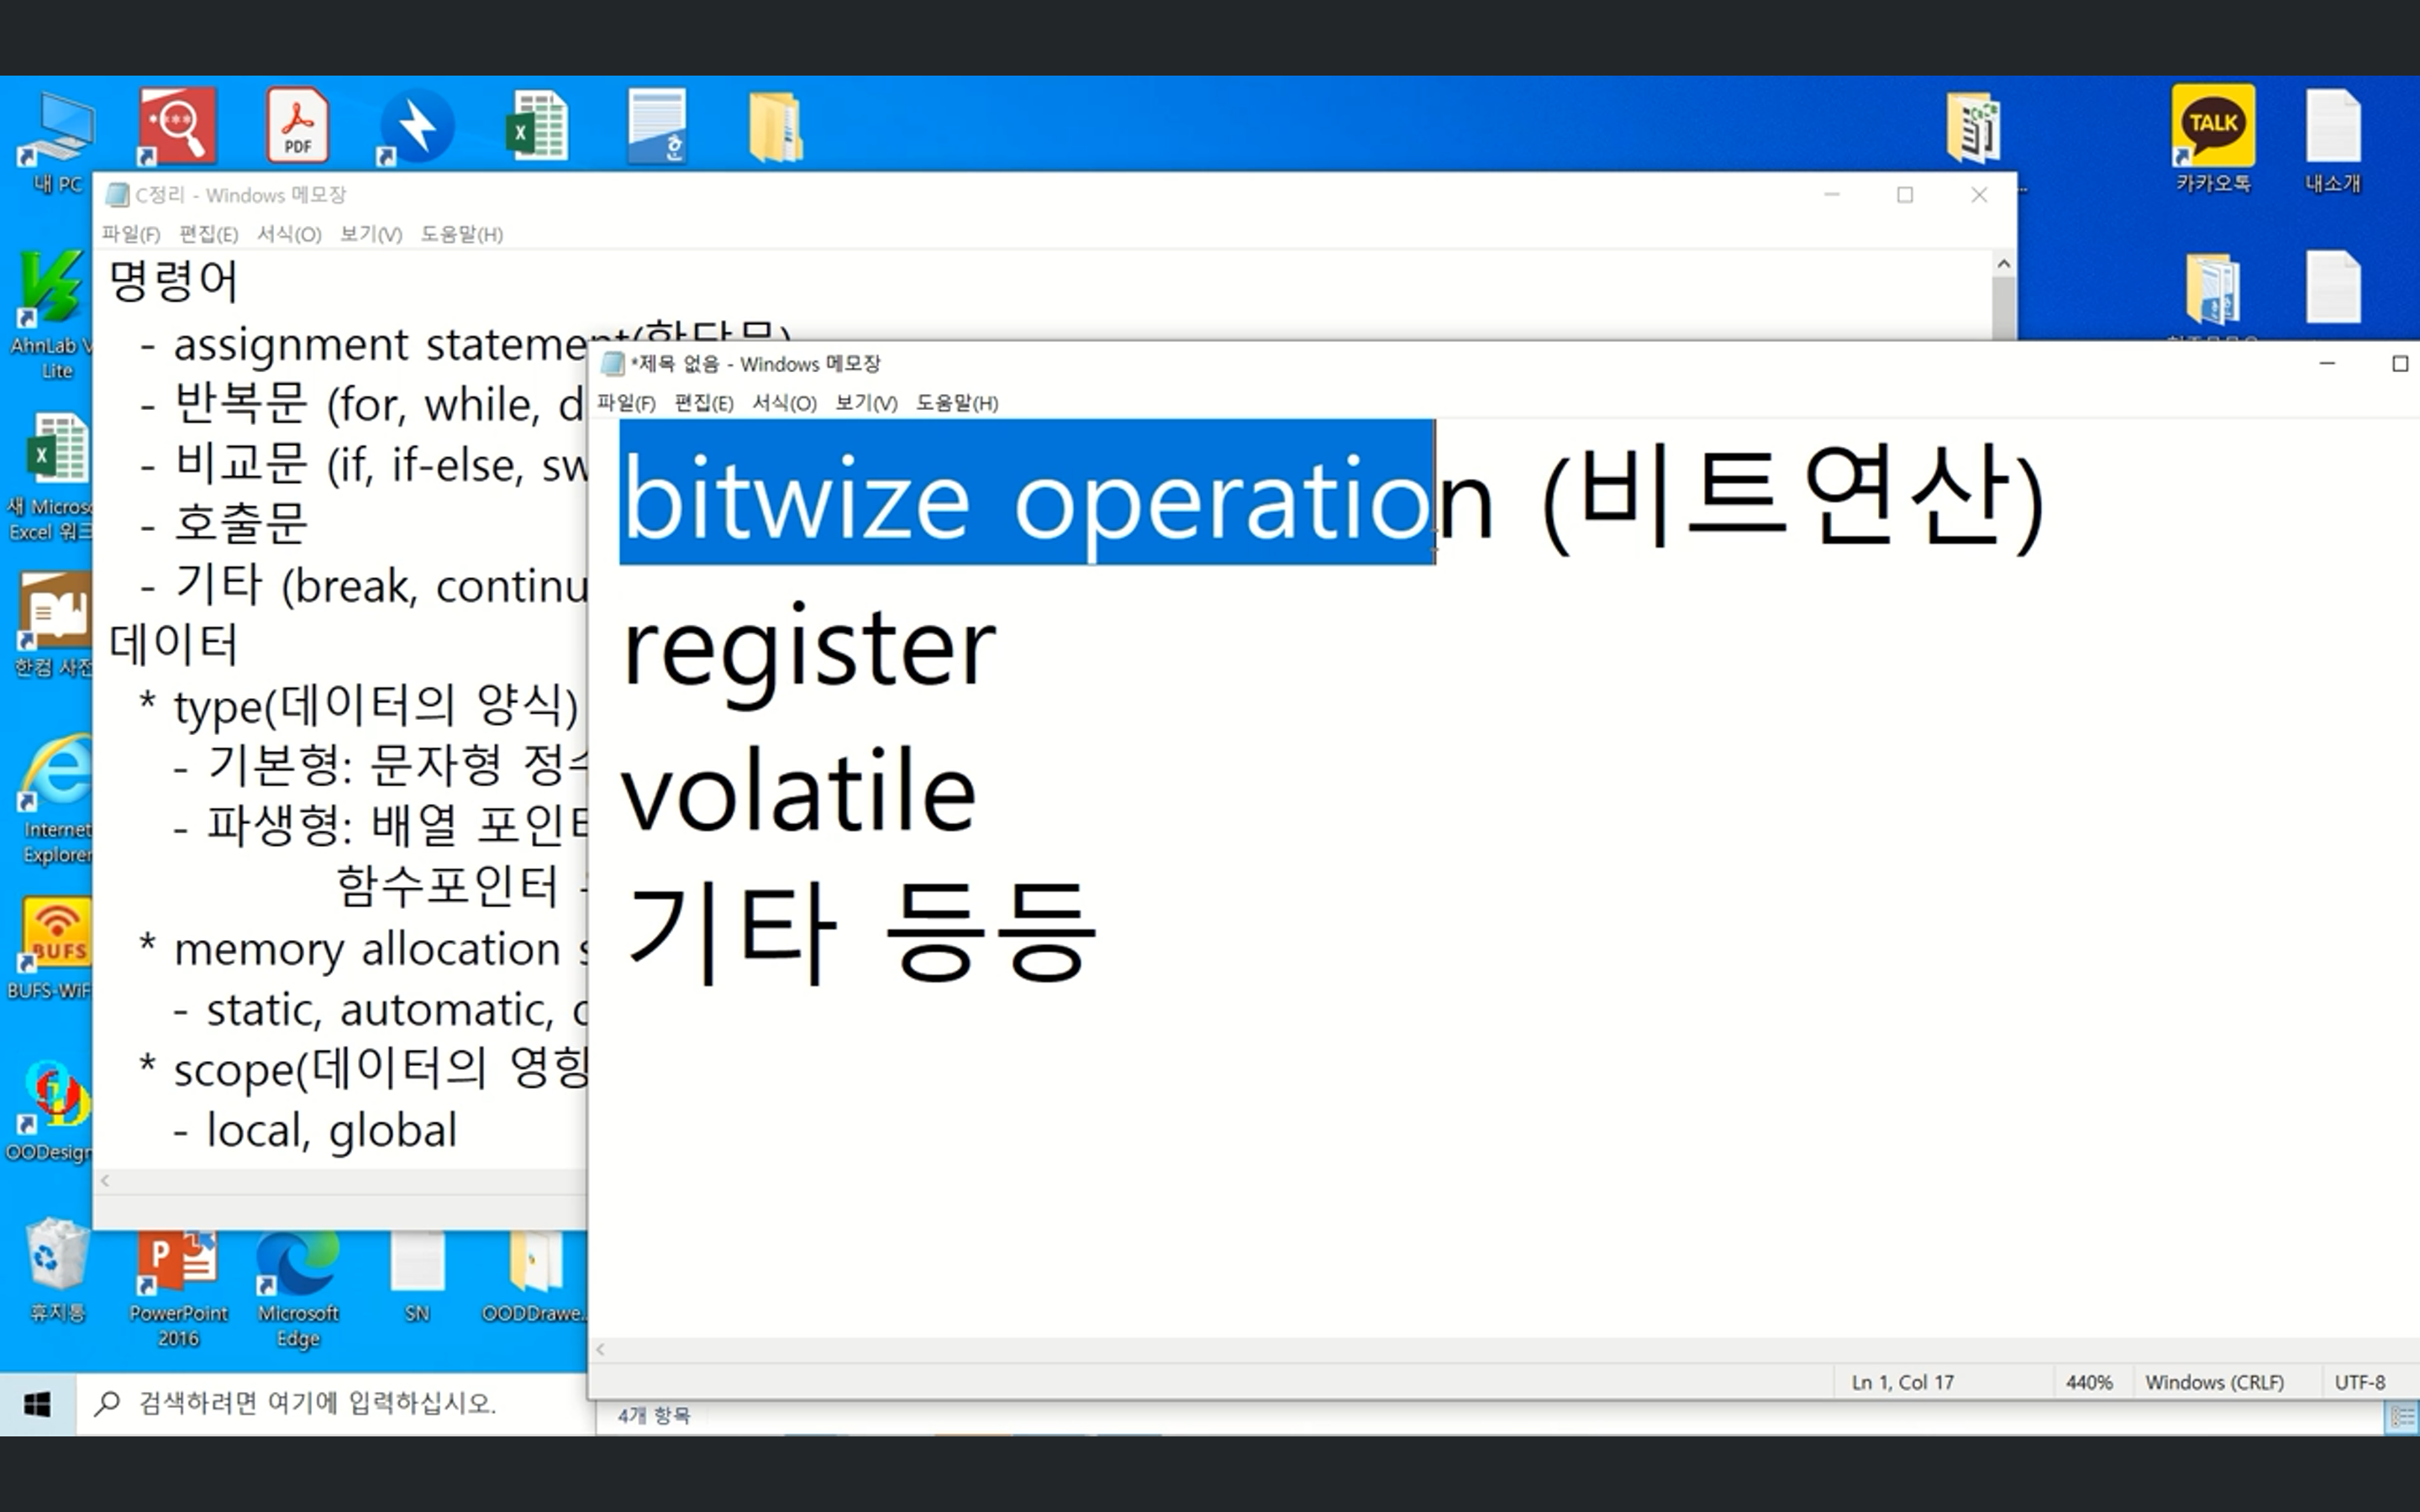 내 PC
PDF
TALK
카카오톡
내소개
C정리 - Windows 메모장
파일(F) 편집(E) 서식(O) 보기(V) 도움말(H)
명령어
- assignment statement(할당문)
- 반복문 (for, while, d
- 비교문 (if, if-else, sw
- 호출문
- 기타 (break, continu
데이터
* type(데이터의 양식)
- 기본형: 문자형 정수
- 파생형: 배열 포인터
함수포인터 -
* memory allocation s
- static, automatic,
* scope(데이터의 영향
- local, global
*제목 없음 - Windows 메모장
파일(F) 편집(E) 서식(O) 보기(V) 도움말(H)
bitwize operation (비트연산)
register
volatile
기타 등등
Ln 1, Col 17 440% Windows (CRLF) UTF-8
AhnLab V
Lite
새 Microso
Excel 워크
한컴 사전
Internet
Explorer
BUFS
BUFS-WiFi
OODesign
휴지통
PowerPoint
2016
Microsoft
Edge
SN
OODDrawe...
검색하려면 여기에 입력하십시오.
4개 항목